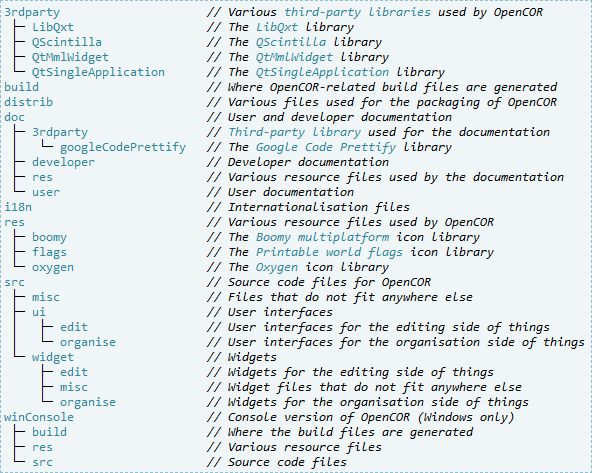 3rdparty // Various third-party libraries used by OpenCOR
├─ LibQxt // The LibQxt library
├─ QScintilla // The QScintilla library
├─ QtMmlWidget // The QtMmlWidget library
└─ QtSingleApplication // The QtSingleApplication library
build // Where OpenCOR-related build files are generated
distrib // Various files used for the packaging of OpenCOR
doc // User and developer documentation
├─ 3rdparty // Third-party library used for the documentation
│ └─ googleCodePrettify // The Google Code Prettify library
├─ developer // Developer documentation
├─ res // Various resource files used by the documentation
└─ user // User documentation
i18n // Internationalisation files
res // Various resource files used by OpenCOR
├─ boomy // The Boomy multiplatform icon library
├─ flags // The Printable world flags icon library
└─ oxygen // The Oxygen icon library
src // Source code files for OpenCOR
├─ misc // Files that do not fit anywhere else
├─ ui // User interfaces
│ ├─ edit // User interfaces for the editing side of things
│ └─ organise // User interfaces for the organisation side of things
└─ widget // Widgets
├─ edit // Widgets for the editing side of things
├─ misc // Widget files that do not fit anywhere else
└─ organise // Widgets for the organisation side of things
winConsole // Console version of OpenCOR (Windows only)
├─ build // Where the build files are generated
├─ res // Various resource files
└─ src // Source code files